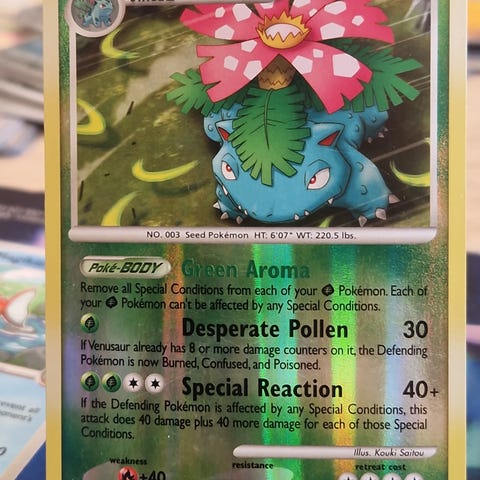 NO. 003 Seed Pokémon HT: 6'07" WT: 220.5 lbs.
Poké-BODY Green Aroma
Remove all Special Conditions from each of your Pokémon. Each of
your Pokémon can't be affected by any Special Conditions.
Desperate Pollen 30
If Venusaur already has 8 or more damage counters on it, the Defending
Pokémon is now Burned, Confused, and Poisoned.
Special Reaction 40+
If the Defending Pokémon is affected by any Special Conditions, this
attack does 40 damage plus 40 more damage for each of those Special
Conditions.
Illus. Kouki Saitou
weakness resistance retreat cost
+40